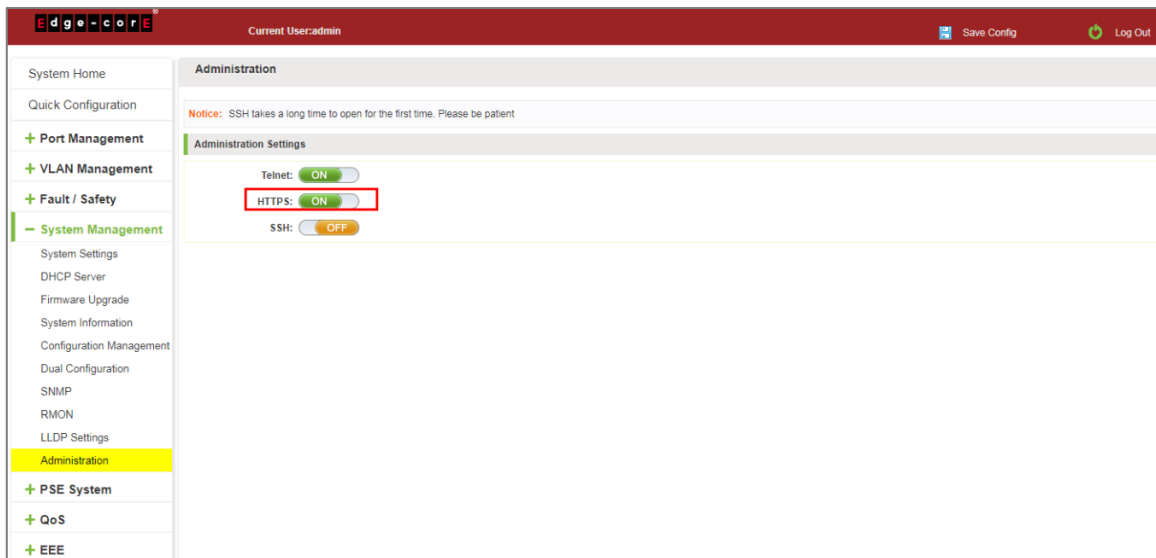 Edge-corE®
Current User:admin
Save Config
Log Out
System Home
Quick Configuration
+ Port Management
+ VLAN Management
+ Fault / Safety
− System Management
System Settings
DHCP Server
Firmware Upgrade
System Information
Configuration Management
Dual Configuration
SNMP
RMON
LLDP Settings
Administration
+ PSE System
+ QoS
+ EEE
Administration
Notice: SSH takes a long time to open for the first time. Please be patient
Administration Settings
Telnet: ON
HTTPS: ON
SSH: OFF